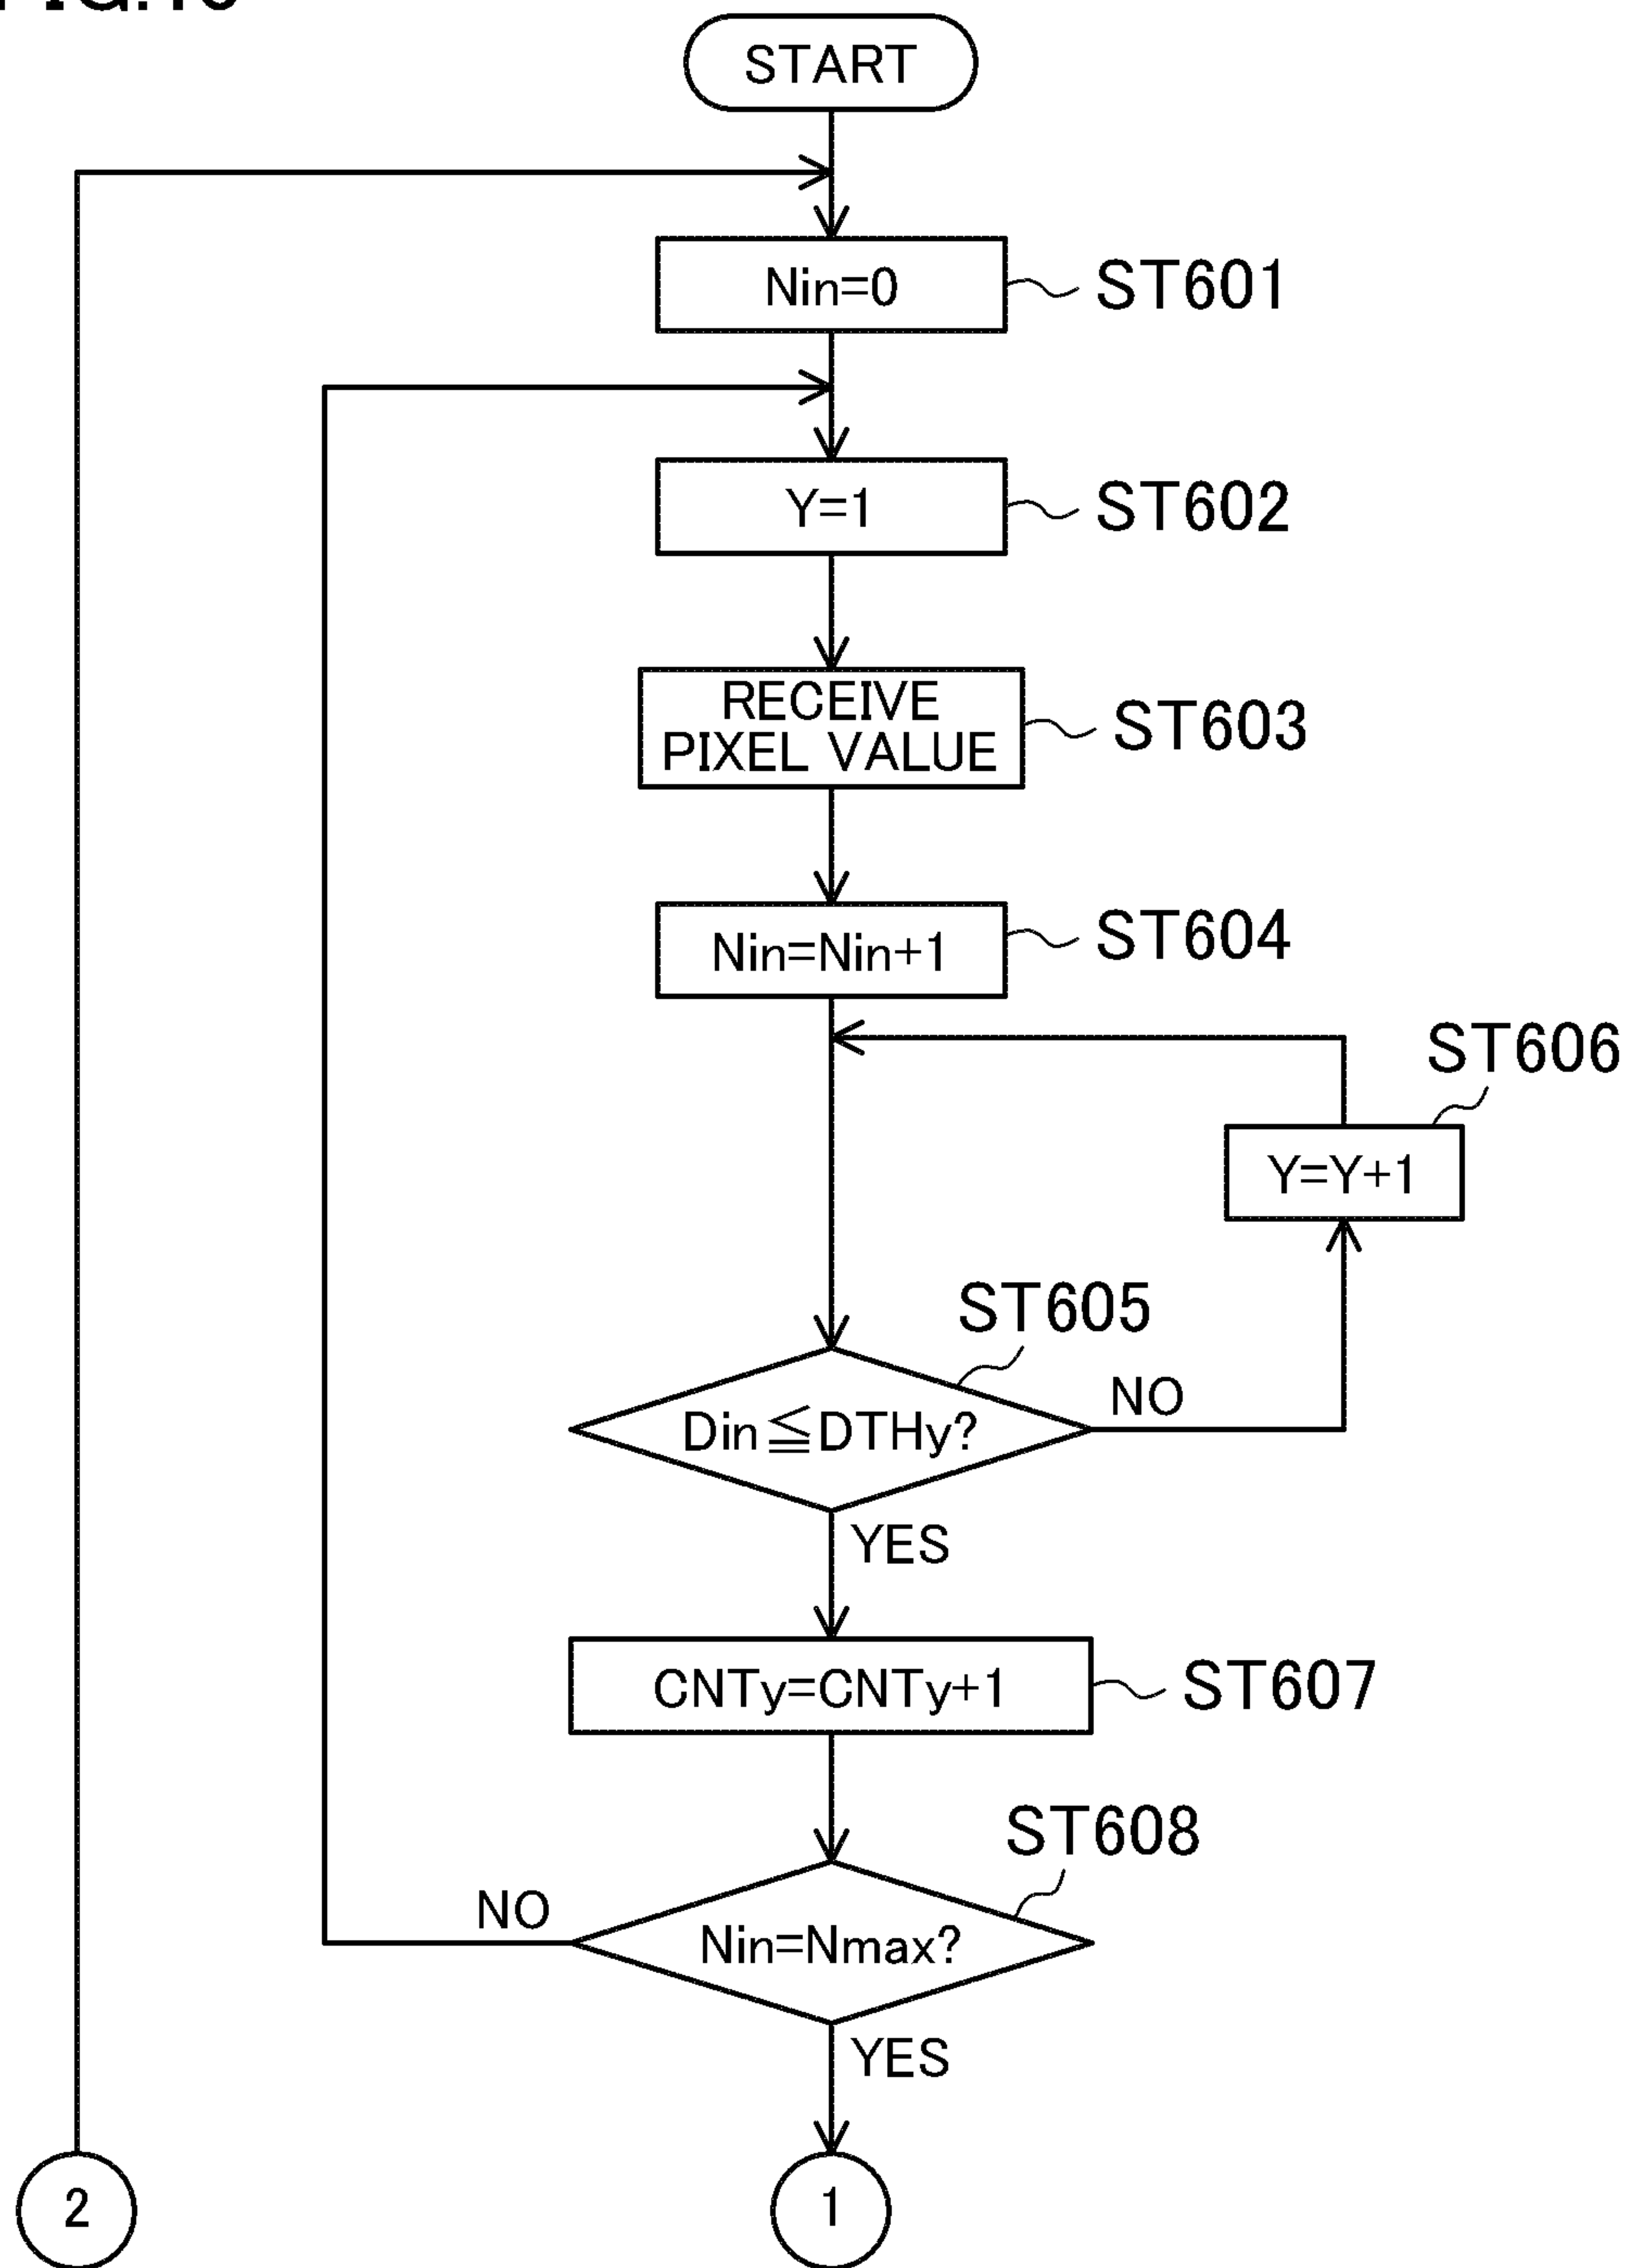 START
Nin=0
ST601
Y=1
ST602
RECEIVE
PIXEL VALUE
ST603
Nin=Nin+1
ST604
ST606
Y=Y+1
ST605
Din≦DTHy?
NO
YES
CNTy=CNTy+1
ST607
ST608
NO
Nin=Nmax?
YES
2
1